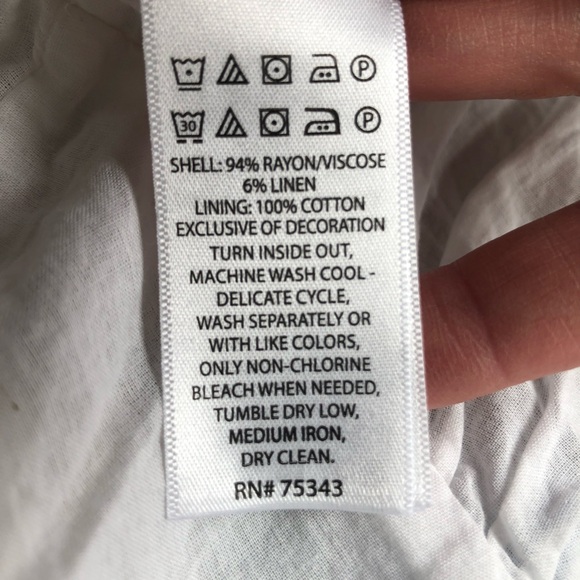 P
30 P
SHELL: 94% RAYON/VISCOSE
6% LINEN
LINING: 100% COTTON
EXCLUSIVE OF DECORATION
TURN INSIDE OUT,
MACHINE WASH COOL -
DELICATE CYCLE,
WASH SEPARATELY OR
WITH LIKE COLORS,
ONLY NON-CHLORINE
BLEACH WHEN NEEDED,
TUMBLE DRY LOW,
MEDIUM IRON,
DRY CLEAN.
RN# 75343